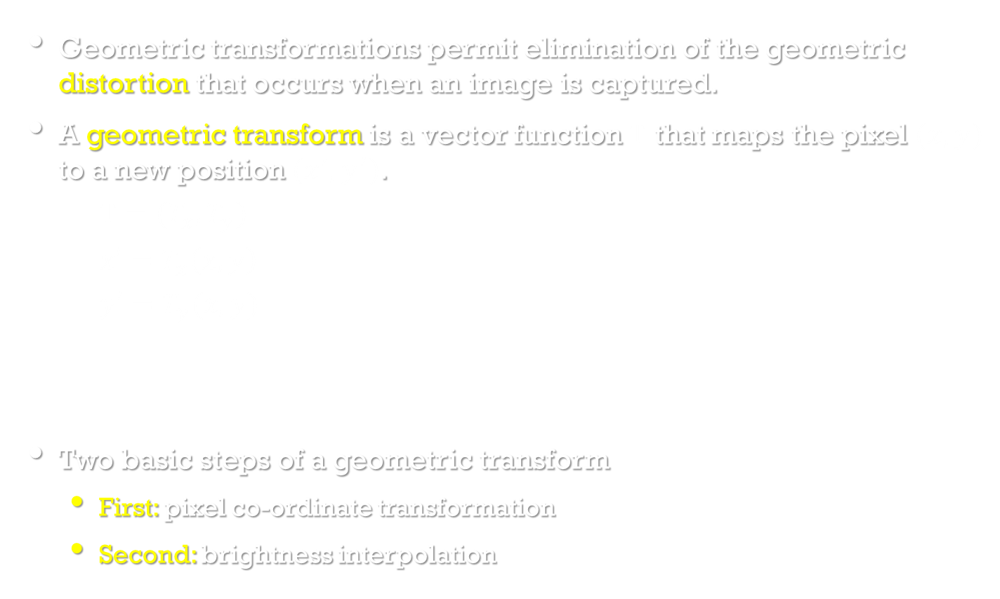 • Geometric transformations permit elimination of the geometric
distortion that occurs when an image is captured.
• A geometric transform is a vector function that maps the pixel
to a new position .
• Two basic steps of a geometric transform
• First: pixel co-ordinate transformation
• Second: brightness interpolation